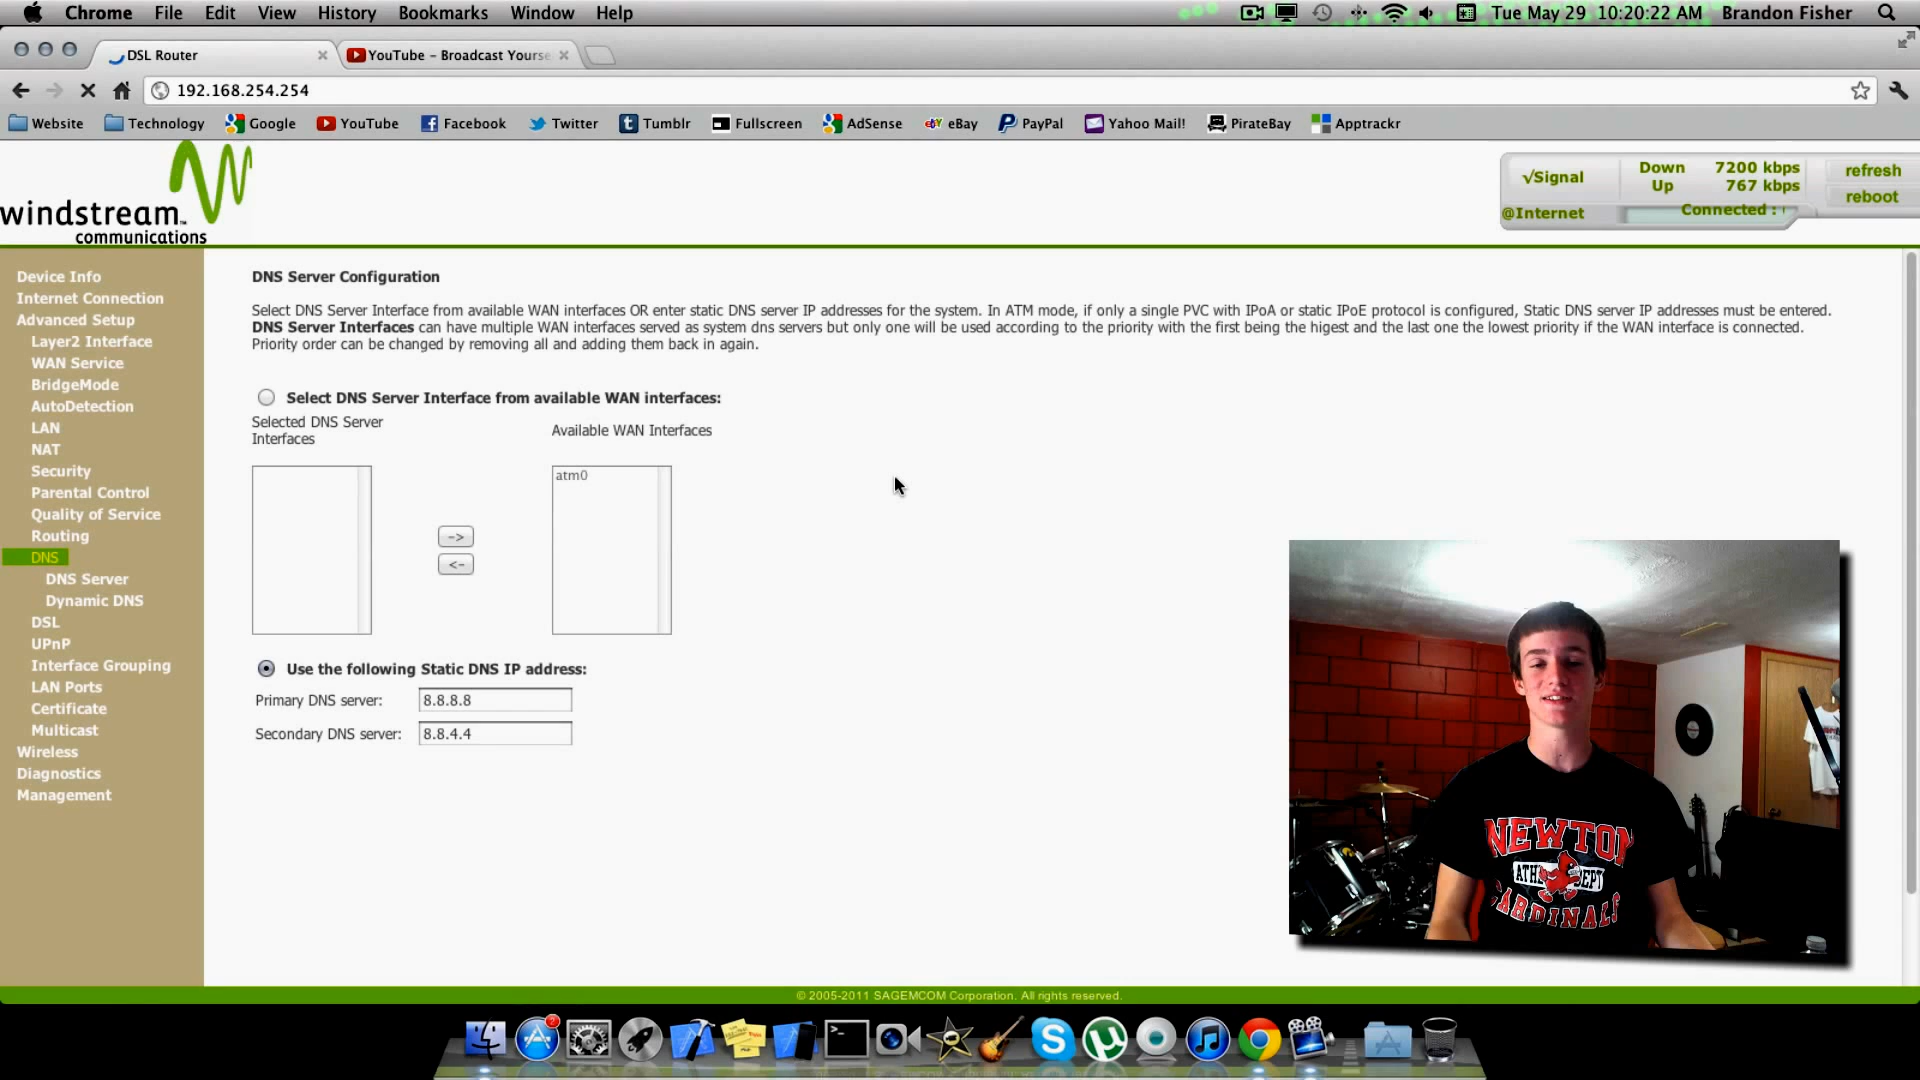 Chrome File Edit View History Bookmarks Window Help
Tue May 29 10:20:22 AM Brandon Fisher
DSL Router
YouTube - Broadcast Yourse
192.168.254.254
Website Technology Google YouTube Facebook Twitter Tumblr Fullscreen AdSense eBay PayPal Yahoo Mail! PirateBay Apptrackr
windstream™
communications
√Signal Down 7200 kbps refresh
Up 767 kbps reboot
@Internet Connected :
Device Info
Internet Connection
Advanced Setup
Layer2 Interface
WAN Service
BridgeMode
AutoDetection
LAN
NAT
Security
Parental Control
Quality of Service
Routing
DNS
DNS Server
Dynamic DNS
DSL
UPnP
Interface Grouping
LAN Ports
Certificate
Multicast
Wireless
Diagnostics
Management
DNS Server Configuration
Select DNS Server Interface from available WAN interfaces OR enter static DNS server IP addresses for the system. In ATM mode, if only a single PVC with IPoA or static IPoE protocol is configured, Static DNS server IP addresses must be entered.
DNS Server Interfaces can have multiple WAN interfaces served as system dns servers but only one will be used according to the priority with the first being the higest and the last one the lowest priority if the WAN interface is connected.
Priority order can be changed by removing all and adding them back in again.
Select DNS Server Interface from available WAN interfaces:
Selected DNS Server
Interfaces
Available WAN Interfaces
atm0
->
<-
Use the following Static DNS IP address:
Primary DNS server: 8.8.8.8
Secondary DNS server: 8.8.4.4
NEWTON
CARDINALS
© 2005-2011 SAGEMCOM Corporation. All rights reserved.